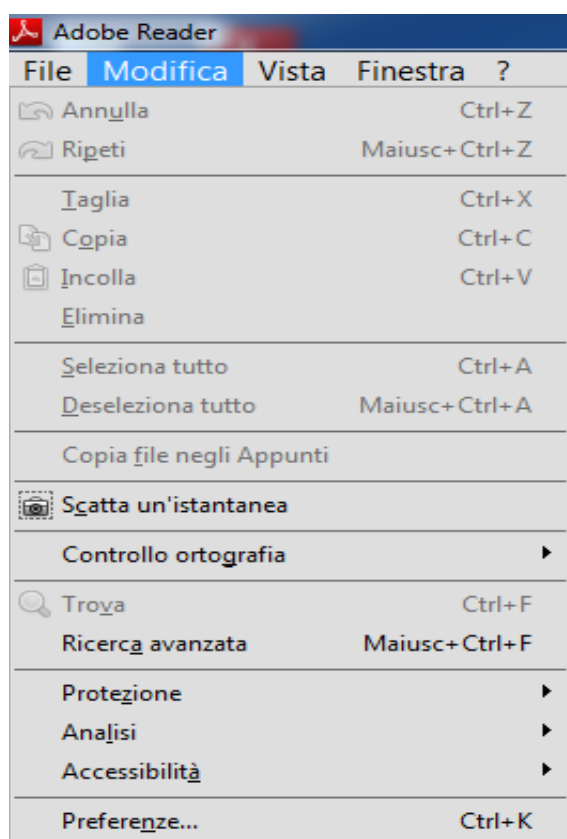 Adobe Reader
File Modifica Vista Finestra ?
Annulla Ctrl+Z
Ripeti Maiusc+Ctrl+Z
Taglia Ctrl+X
Copia Ctrl+C
Incolla Ctrl+V
Elimina
Seleziona tutto Ctrl+A
Deseleziona tutto Maiusc+Ctrl+A
Copia file negli Appunti
Scatta un'istantanea
Controllo ortografia
Trova Ctrl+F
Ricerca avanzata Maiusc+Ctrl+F
Protezione
Analisi
Accessibilità
Preferenze... Ctrl+K